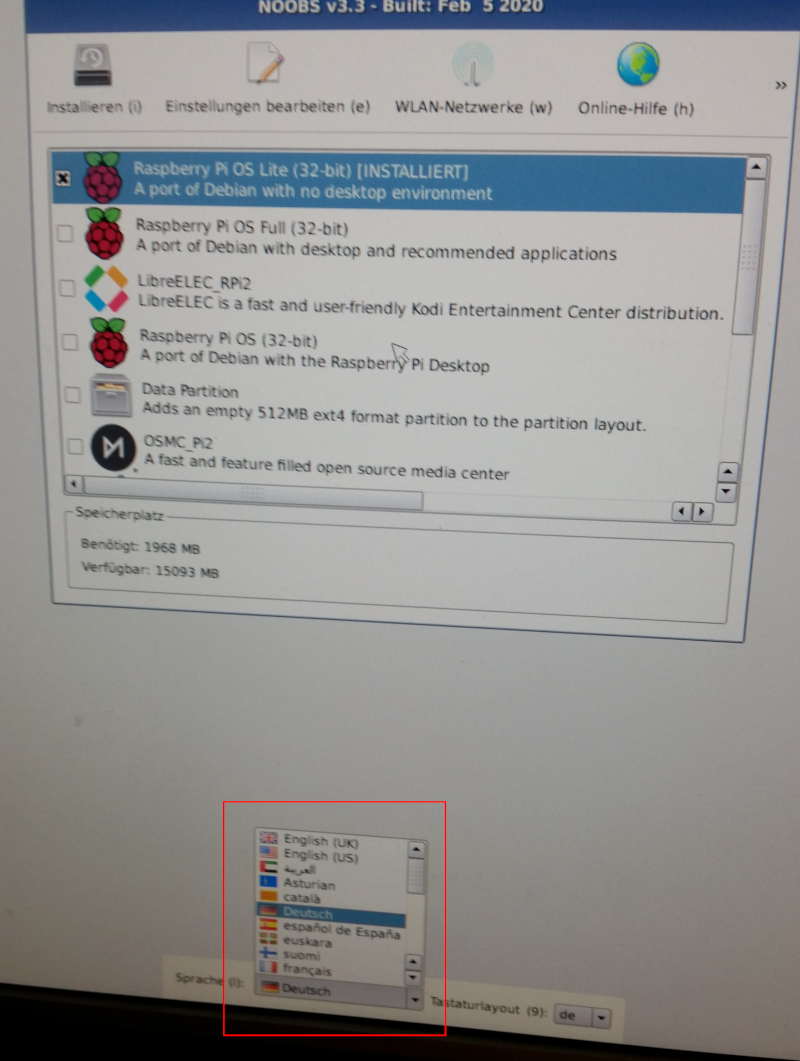 NOOBS v3.3 - Built: Feb 5 2020
Installieren (i)
Einstellungen bearbeiten (e)
WLAN-Netzwerke (w)
Online-Hilfe (h)
»
Raspberry Pi OS Lite (32-bit) [INSTALLIERT]
A port of Debian with no desktop environment
Raspberry Pi OS Full (32-bit)
A port of Debian with desktop and recommended applications
LibreELEC_RPi2
LibreELEC is a fast and user-friendly Kodi Entertainment Center distribution.
Raspberry Pi OS (32-bit)
A port of Debian with the Raspberry Pi Desktop
Data Partition
Adds an empty 512MB ext4 format partition to the partition layout.
OSMC_Pi2
A fast and feature filled open source media center
Speicherplatz
Benötigt: 1968 MB
Verfügbar: 15093 MB
English (UK)
English (US)
العربية
Asturian
català
Deutsch
español de España
euskara
suomi
français
Sprache (l):
Deutsch
Tastaturlayout (9):
de